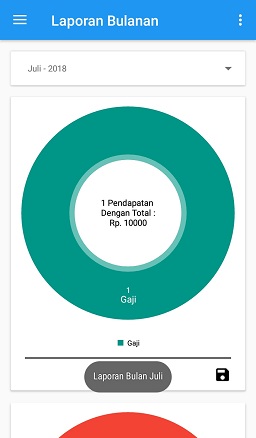 Laporan Bulanan
Juli - 2018
1 Pendapatan
Dengan Total :
Rp. 10000
1
Gaji
Gaji
Laporan Bulan Juli